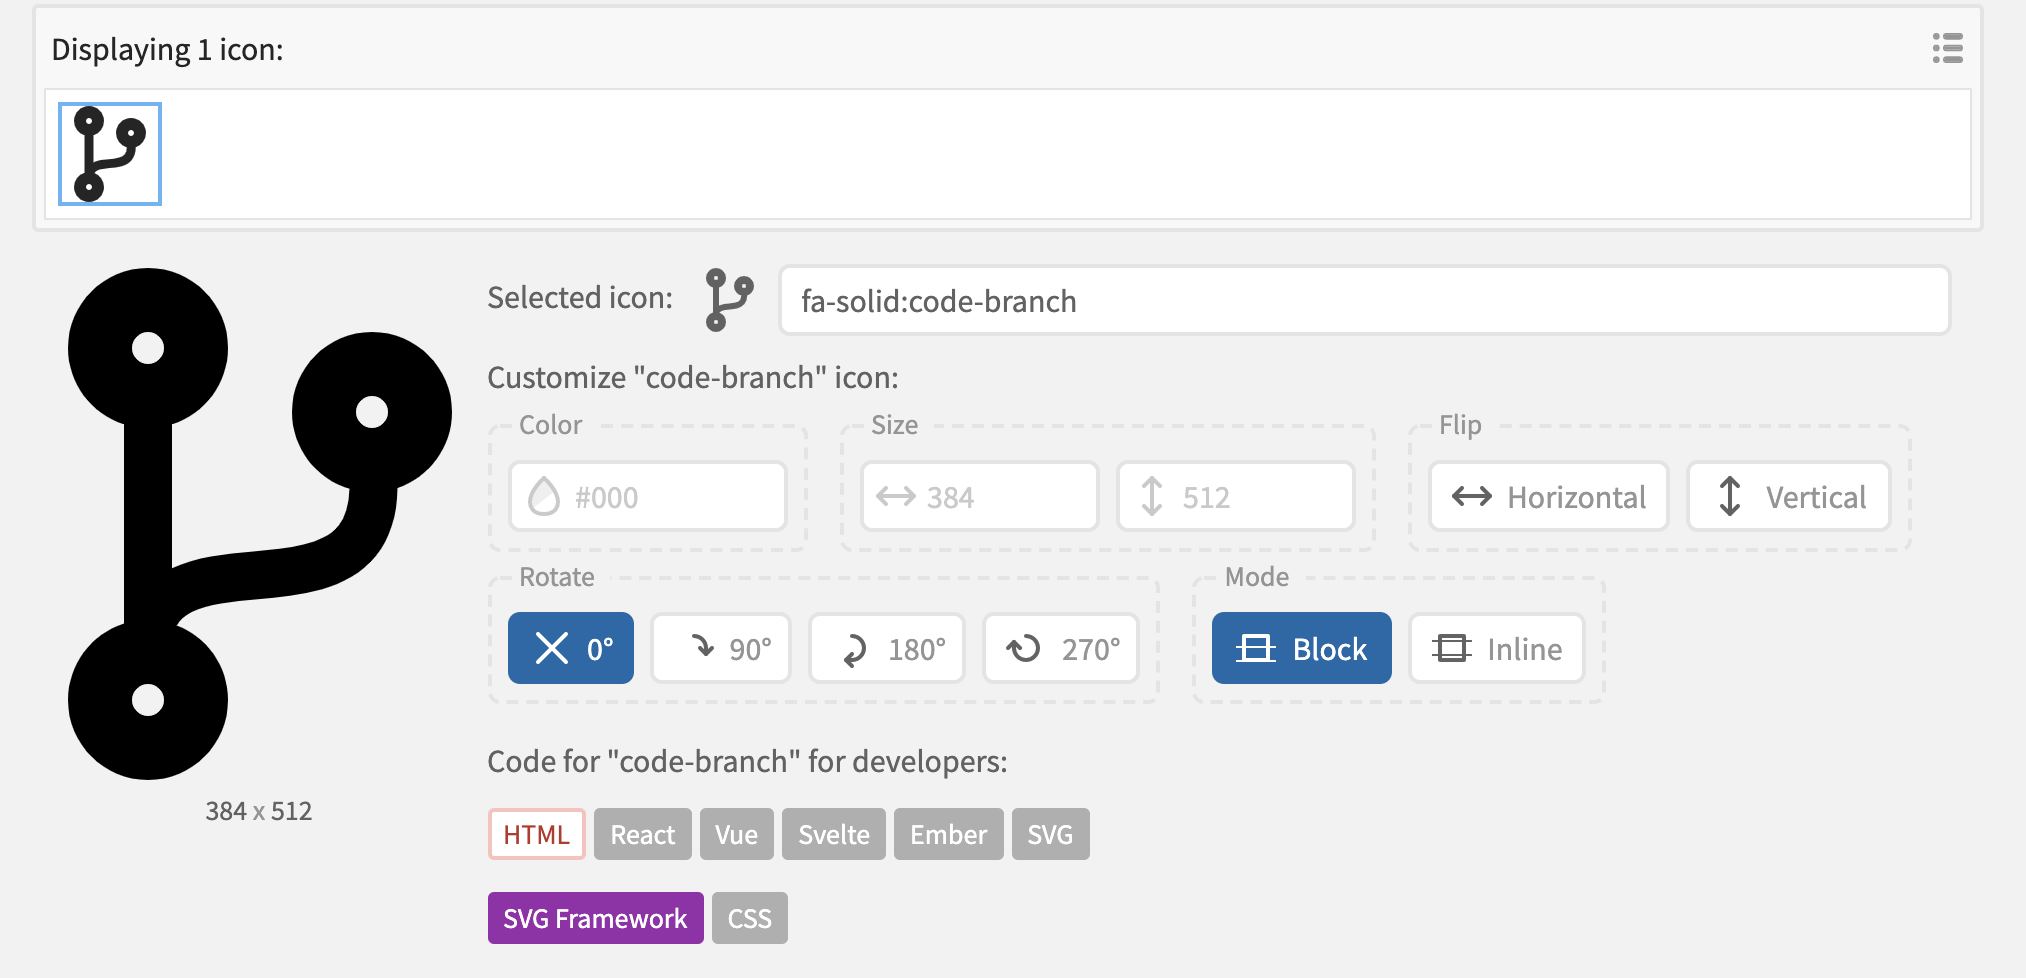 Displaying 1 icon:
Selected icon: fa-solid:code-branch
Customize "code-branch" icon:
Color Size Flip
#000 384 512 Horizontal Vertical
Rotate Mode
0° 90° 180° 270° Block Inline
Code for "code-branch" for developers:
384 x 512
HTML React Vue Svelte Ember SVG
SVG Framework CSS